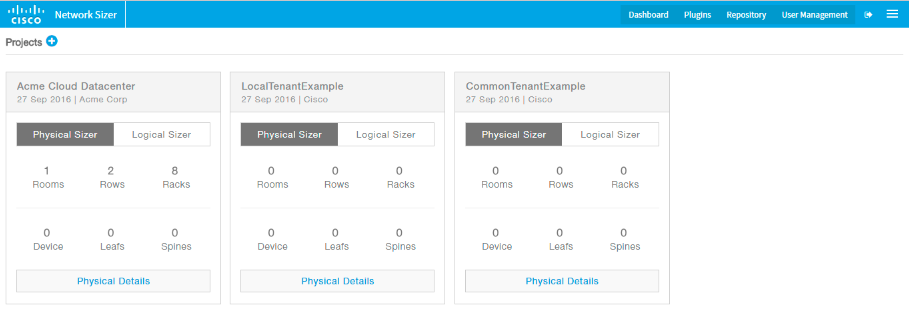 CISCO Network Sizer Dashboard Plugins Repository User Management
Projects
Acme Cloud Datacenter
27 Sep 2016 | Acme Corp
Physical Sizer Logical Sizer
1 2 8
Rooms Rows Racks
0 0 0
Device Leafs Spines
Physical Details
LocalTenantExample
27 Sep 2016 | Cisco
Physical Sizer Logical Sizer
0 0 0
Rooms Rows Racks
0 0 0
Device Leafs Spines
Physical Details
CommonTenantExample
27 Sep 2016 | Cisco
Physical Sizer Logical Sizer
0 0 0
Rooms Rows Racks
0 0 0
Device Leafs Spines
Physical Details